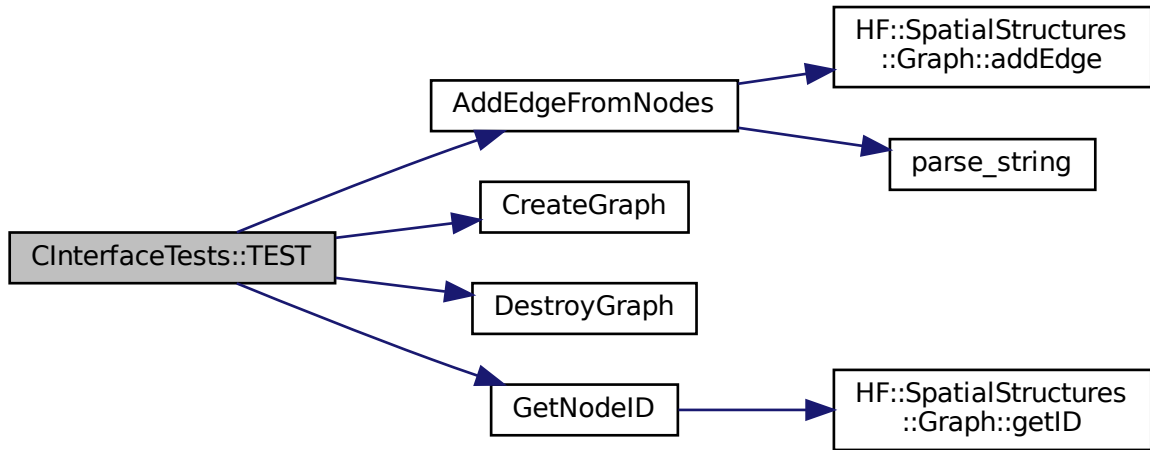 HF::SpatialStructures
::Graph::addEdge
AddEdgeFromNodes
parse_string
CreateGraph
CInterfaceTests::TEST
DestroyGraph
GetNodeID
HF::SpatialStructures
::Graph::getID